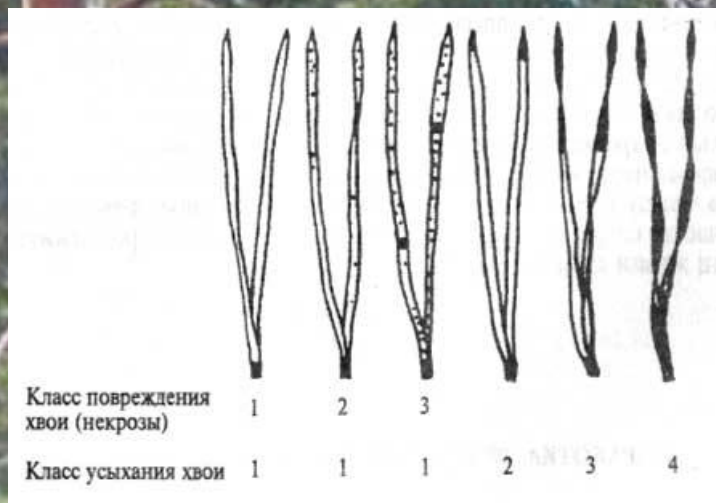 Класс повреждения
хвои (некрозы) 1 2 3
Класс усыхания хвои 1 1 1 2 3 4